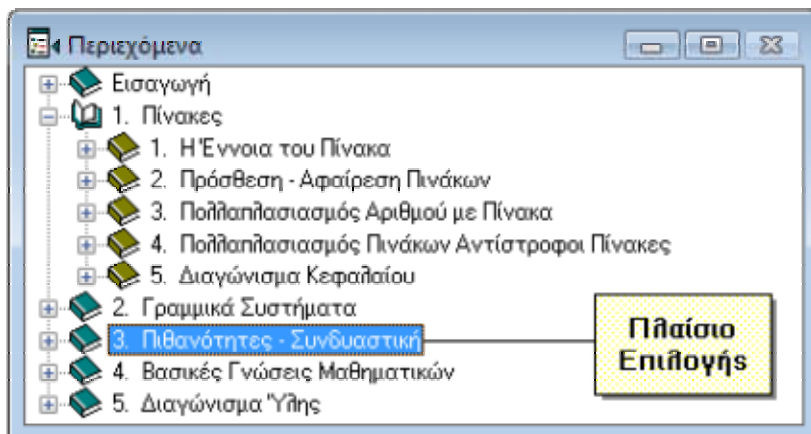 Περιεχόμενα
Εισαγωγή
1. Πίνακες
1. Η Έννοια του Πίνακα
2. Πρόσθεση - Αφαίρεση Πινάκων
3. Πολλαπλασιασμός Αριθμού με Πίνακα
4. Πολλαπλασιασμός Πινάκων Αντίστροφοι Πίνακες
5. Διαγώνισμα Κεφαλαίου
2. Γραμμικά Συστήματα
3. Πιθανότητες - Συνδυαστική
4. Βασικές Γνώσεις Μαθηματικών
5. Διαγώνισμα Ύλης
Πλαίσιο
Επιλογής